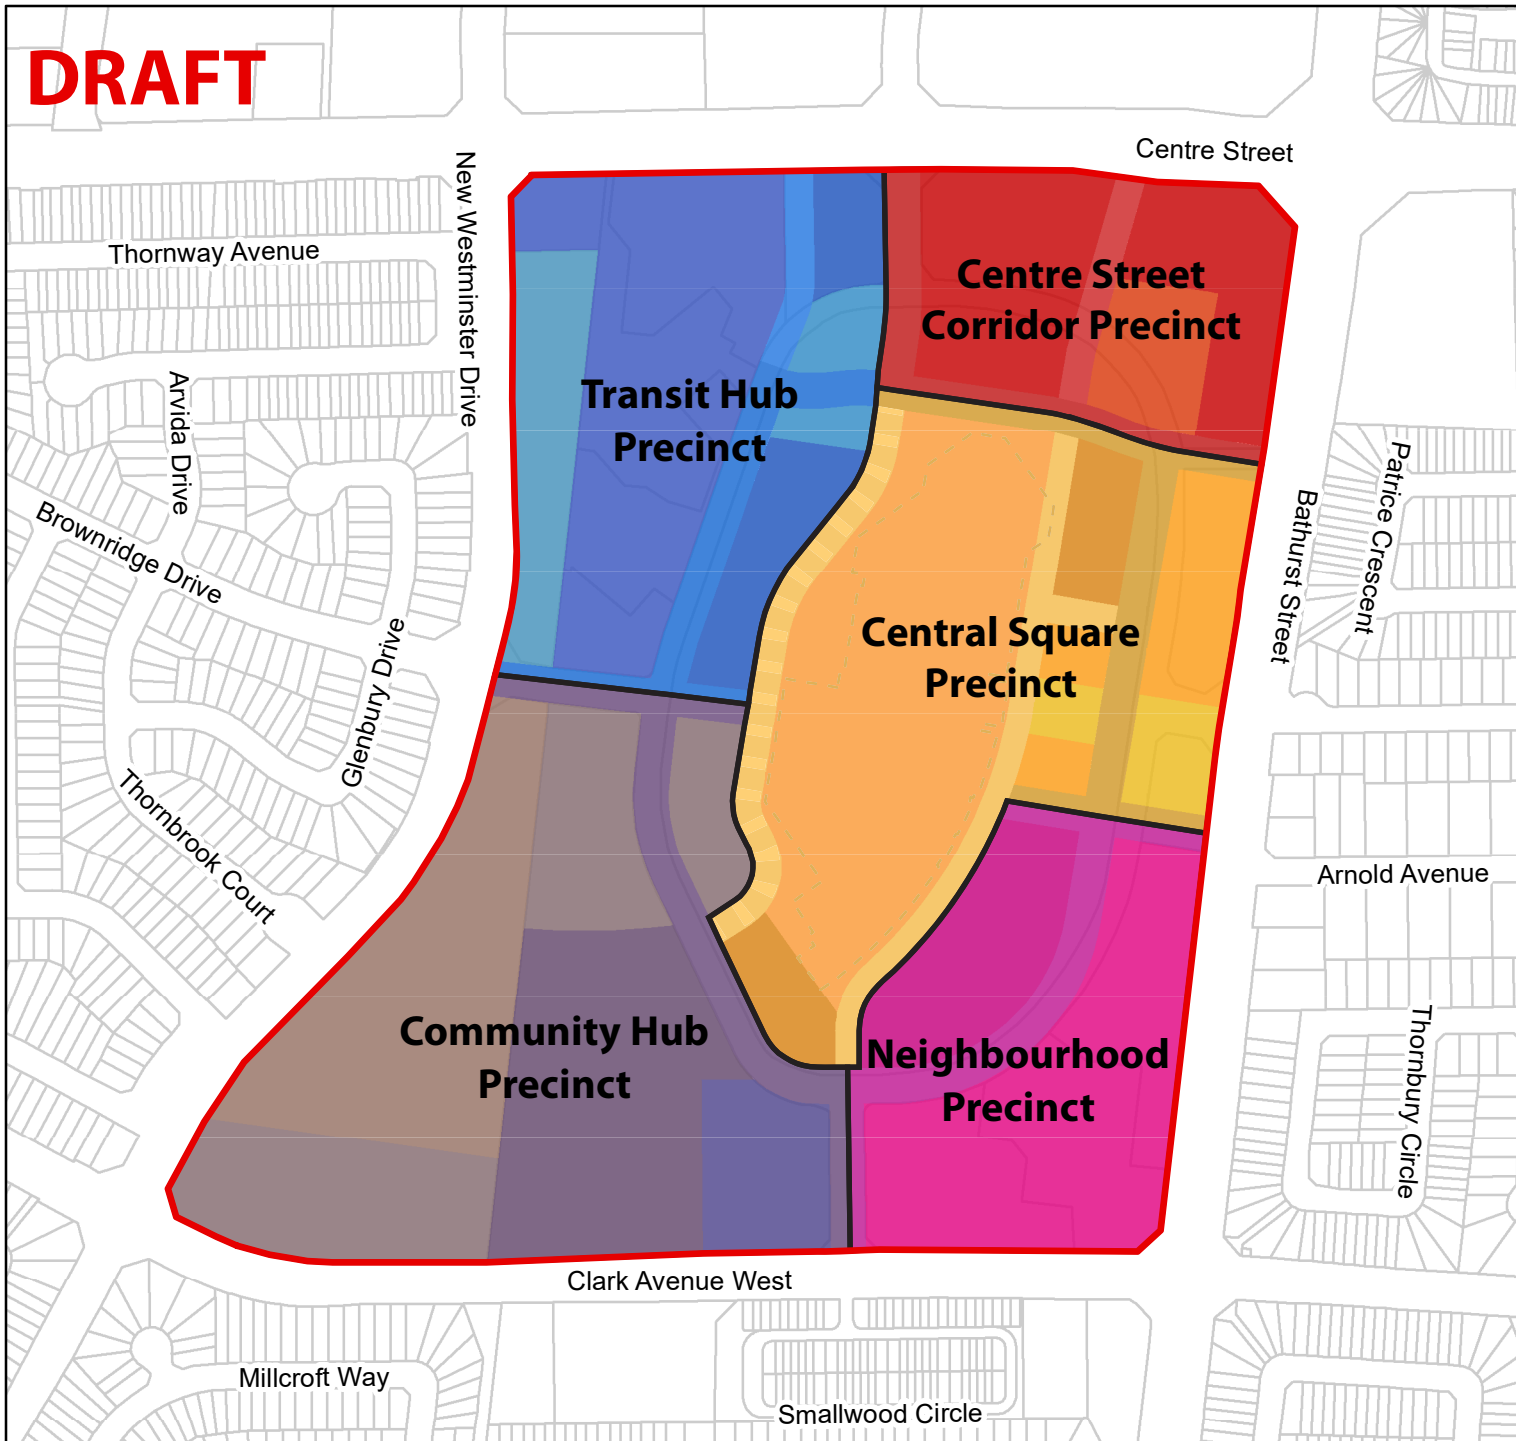 DRAFT
Centre Street
New Westminster Drive
Thornway Avenue
Centre Street
Corridor Precinct
Arvida Drive
Transit Hub
Precinct
Patrice Crescent
Brownridge Drive
Bathurst Street
Glenbury Drive
Central Square
Precinct
Thornbrook Court
Arnold Avenue
Community Hub
Precinct
Neighbourhood
Precinct
Thornbury Circle
Clark Avenue West
Millcroft Way
Smallwood Circle